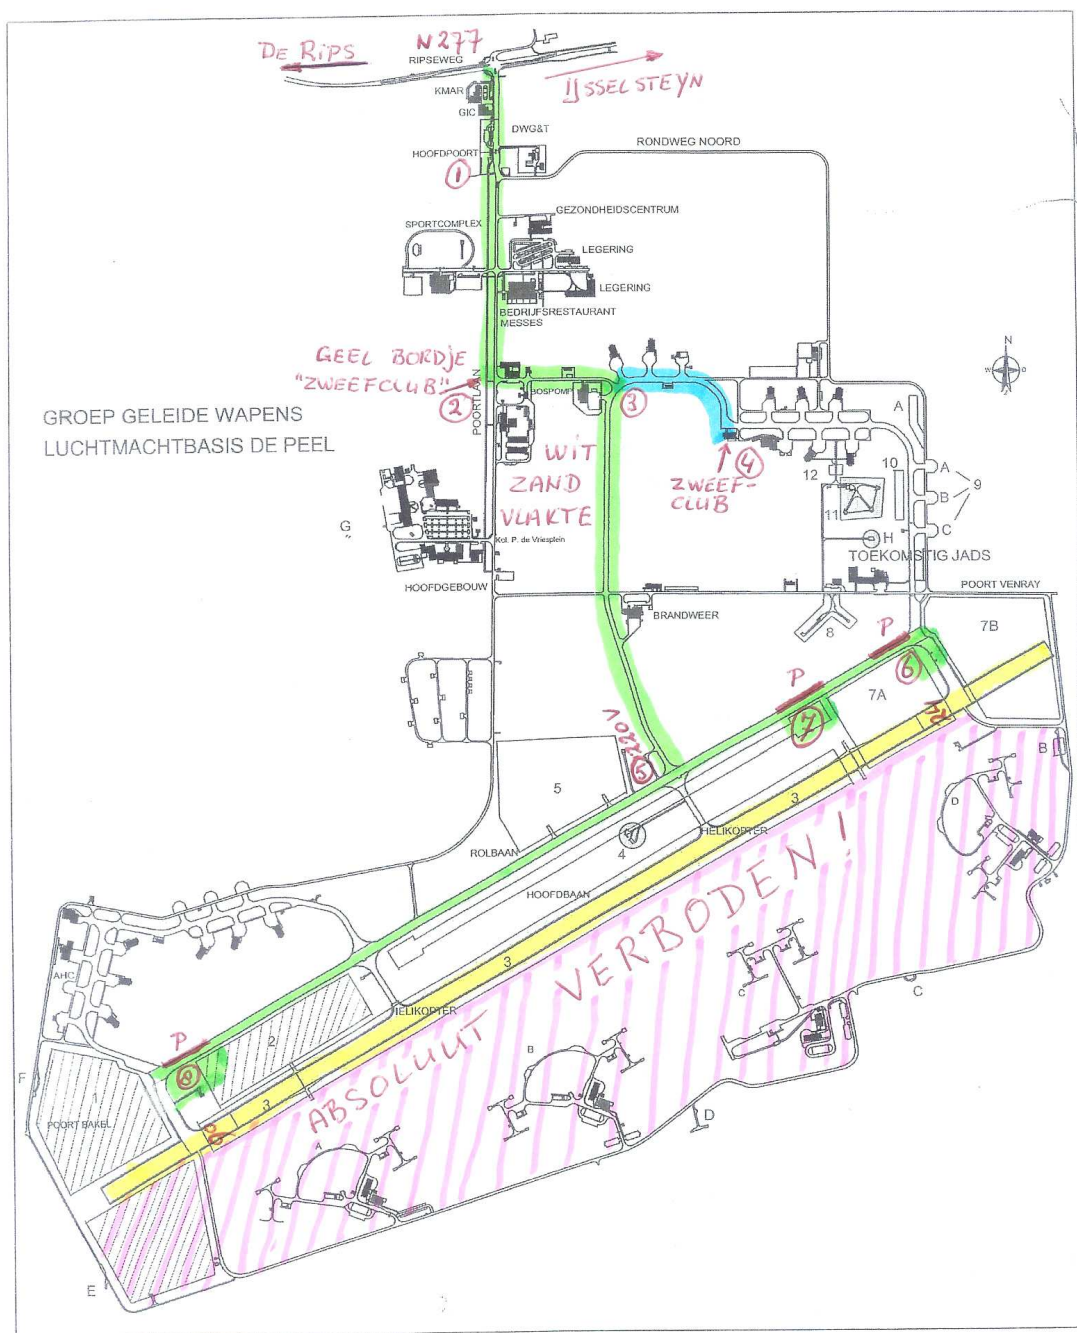 DE RIPS
N277
RIPSEWEG
IJSSELSTEYN
KMAR
GIC
DWG&T
HOOFDPOORT
1
RONDWEG NOORD
GEZONDHEIDSCENTRUM
SPORTCOMPLEX
LEGERING
LEGERING
BEDRIJFSRESTAURANT
MESSES
N
W O
GEEL BORDJE
"ZWEEFCLUB"
2
POORTLAAN
BOSPOMP
3
4
ZWEEF-
CLUB
GROEP GELEIDE WAPENS
LUCHTMACHTBASIS DE PEEL
WIT
ZAND
VLAKTE
A
A
B
C
9
10
12
11
H
G
Kol. P. de Vriesplein
TOEKOMSTIG JADS
HOOFDGEBOUW
POORT VENRAY
BRANDWEER
8
P
7B
6
P
7A
7
24
220V
5
B
5
3
D
HELIKOPTER
4
ROLBAAN
HOOFDBAAN
ABSOLUUT VERBODEN!
3
AHC
C
C
HELIKOPTER
P
2
8
B
F
1
3
POORT BAKEL
06
D
A
E